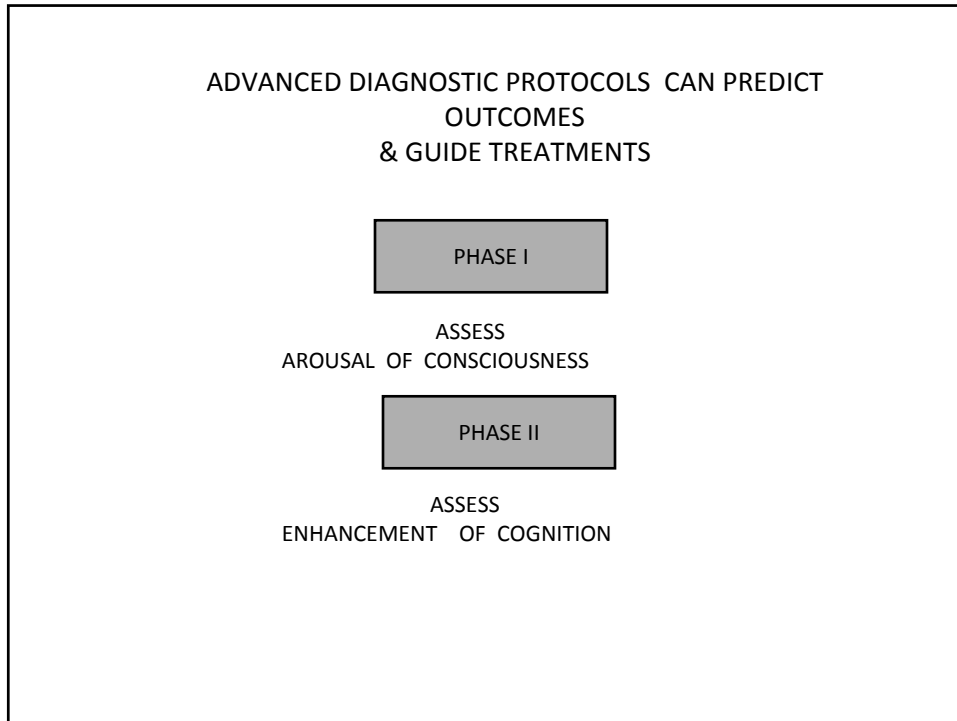 ADVANCED DIAGNOSTIC PROTOCOLS CAN PREDICT
OUTCOMES
& GUIDE TREATMENTS
PHASE I
ASSESS
AROUSAL OF CONSCIOUSNESS
PHASE II
ASSESS
ENHANCEMENT OF COGNITION